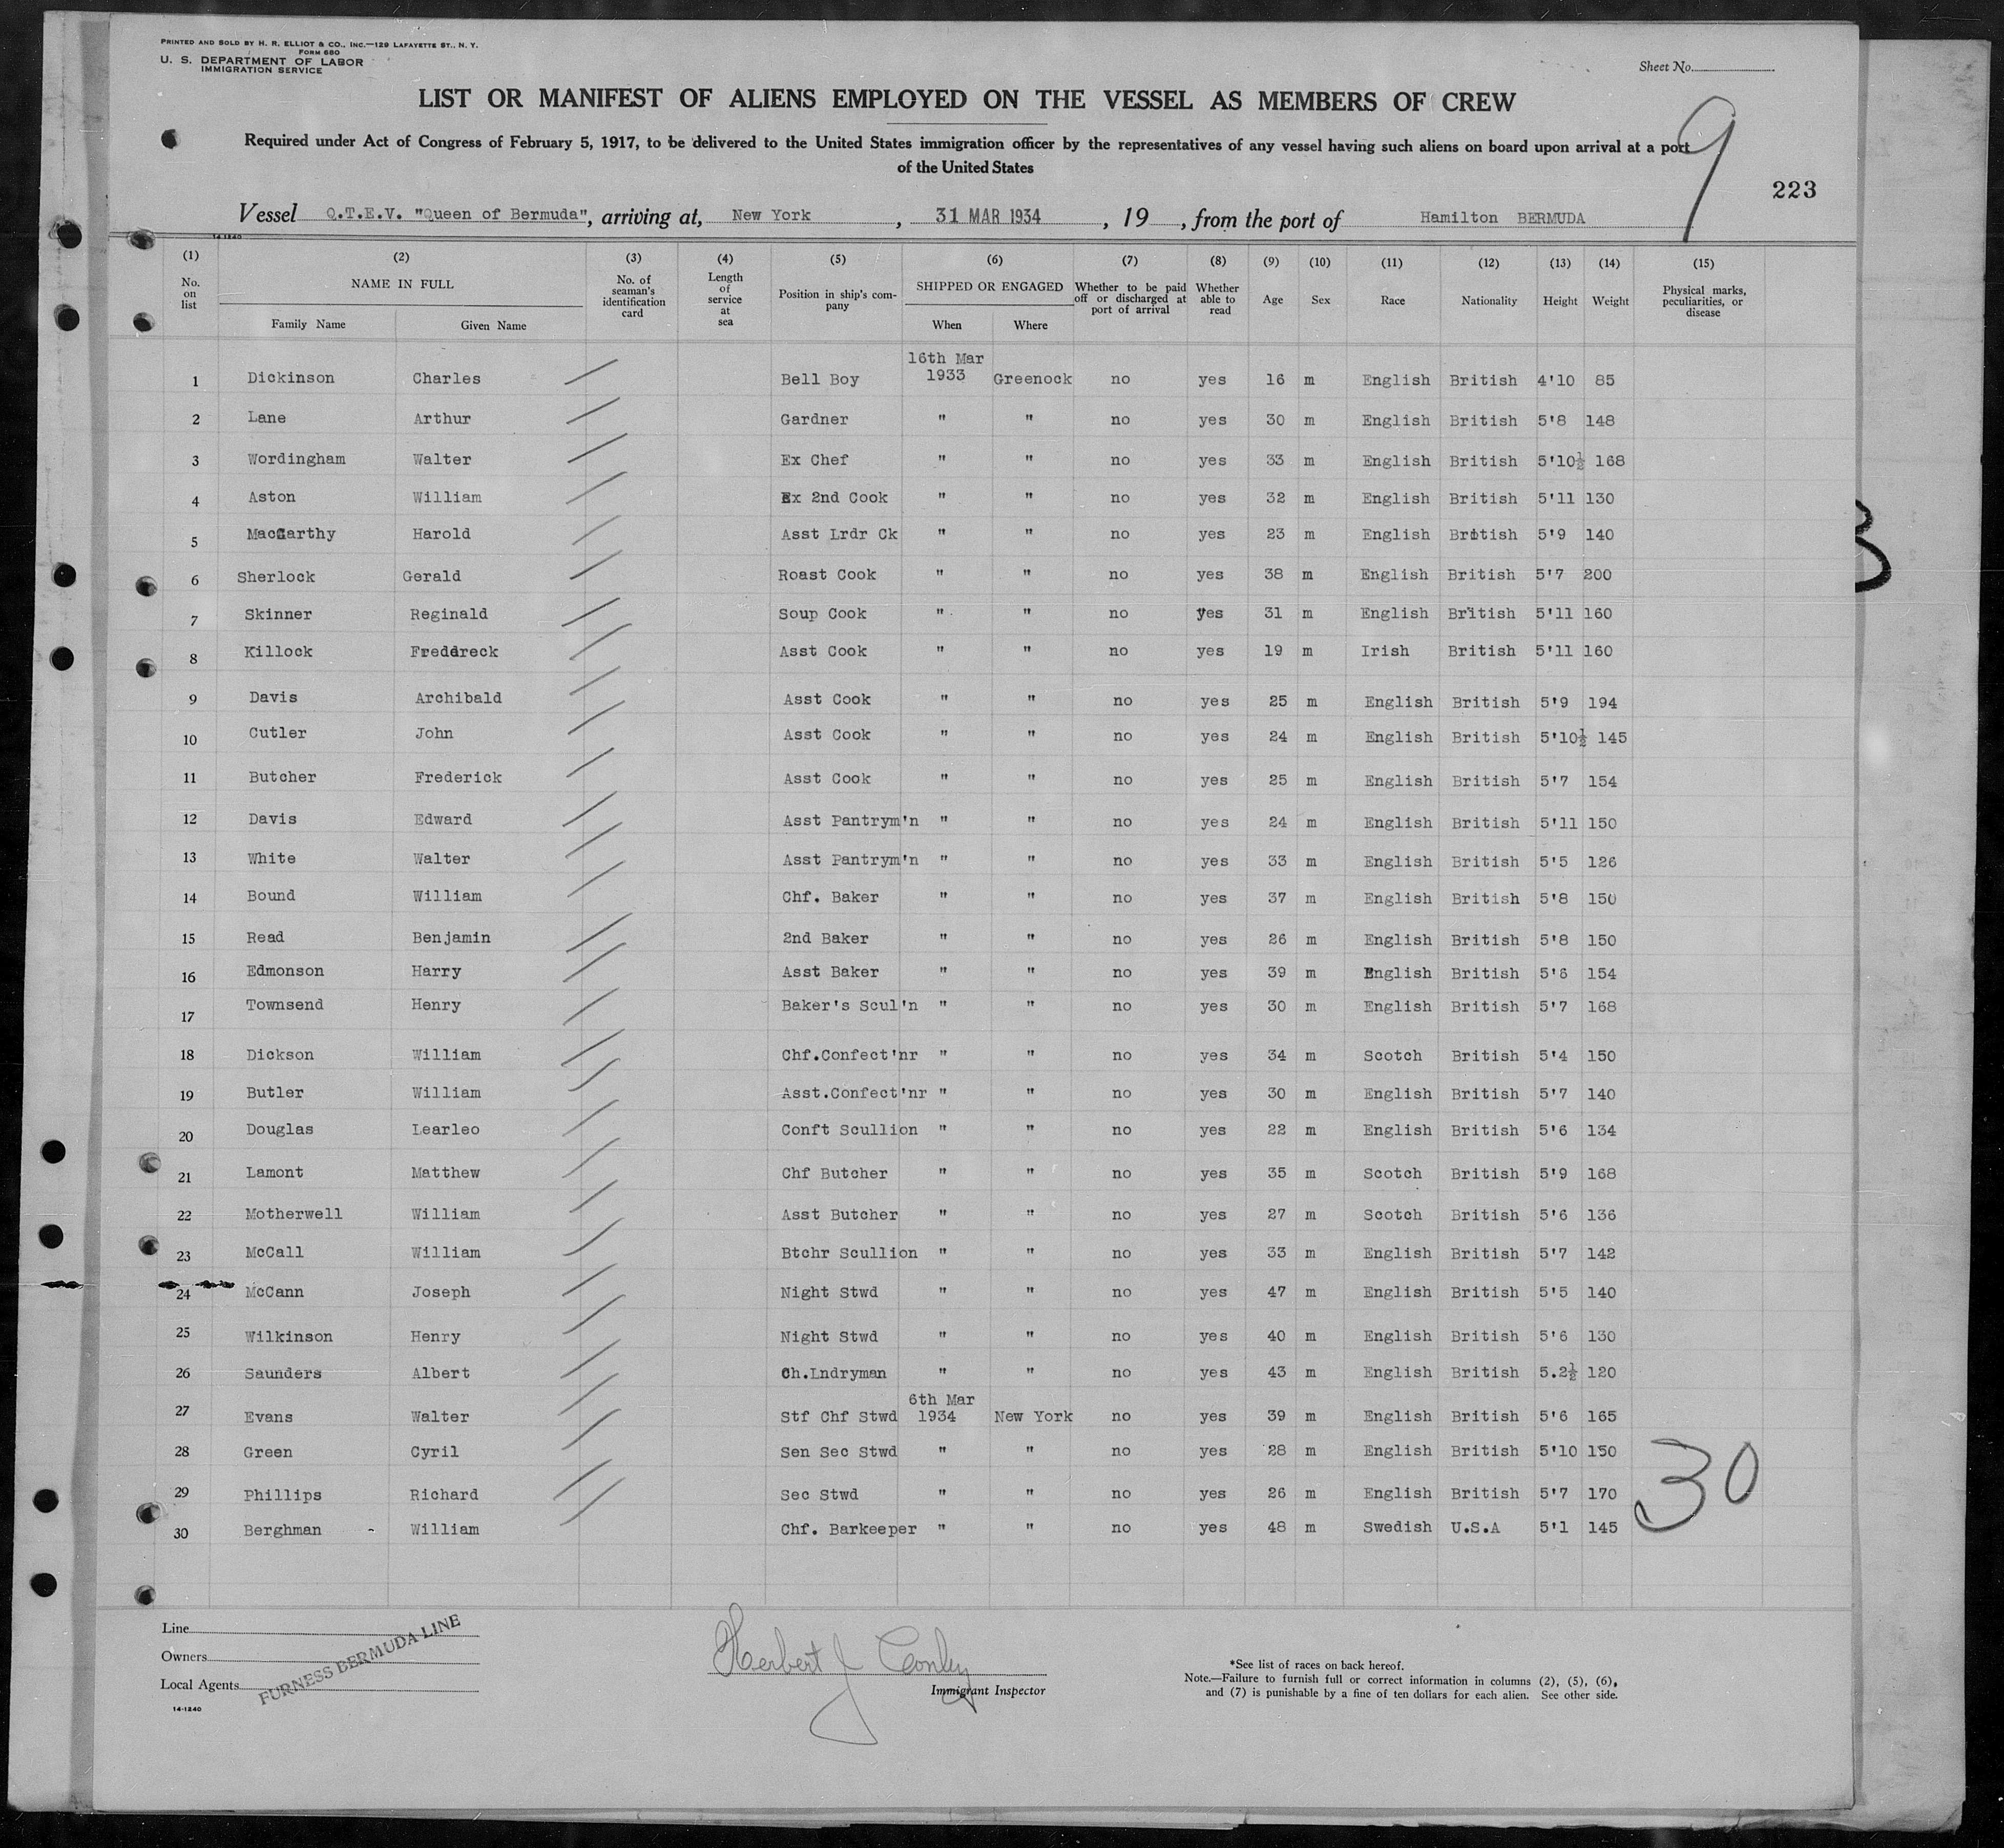 PRINTED AND SOLD BY H. R. ELLIOT & CO., INC.—129 LAFAYETTE ST., N. Y.
FORM 680
U. S. DEPARTMENT OF LABOR
IMMIGRATION SERVICE
Sheet No.
LIST OR MANIFEST OF ALIENS EMPLOYED ON THE VESSEL AS MEMBERS OF CREW
9
Required under Act of Congress of February 5, 1917, to be delivered to the United States immigration officer by the representatives of any vessel having such aliens on board upon arrival at a port
of the United States
223
Vessel Q.T.E.V. "Queen of Bermuda", arriving at, New York, 31 MAR 1934, 19 , from the port of Hamilton BERMUDA
14-1240
(1) (2) (3) (4) (5) (6) (7) (8) (9) (10) (11) (12) (13) (14) (15)
No. on list NAME IN FULL Family Name Given Name No. of seaman's identification card Length of service at sea Position in ship's company SHIPPED OR ENGAGED When Where Whether to be paid off or discharged at port of arrival Whether able to read Age Sex Race Nationality Height Weight Physical marks, peculiarities, or disease
1 Dickinson Charles Bell Boy 16th Mar 1933 Greenock no yes 16 m English British 4'10 85
2 Lane Arthur Gardner " " no yes 30 m English British 5'8 148
3 Wordingham Walter Ex Chef " " no yes 33 m English British 5'10½ 168
4 Aston William Ex 2nd Cook " " no yes 32 m English British 5'11 130
5 MacCarthy Harold Asst Lrdr Ck " " no yes 23 m English British 5'9 140
6 Sherlock Gerald Roast Cook " " no yes 38 m English British 5'7 200
7 Skinner Reginald Soup Cook " " no yes 31 m English British 5'11 160
8 Killock Fredereck Asst Cook " " no yes 19 m Irish British 5'11 160
9 Davis Archibald Asst Cook " " no yes 25 m English British 5'9 194
10 Cutler John Asst Cook " " no yes 24 m English British 5'10½ 145
11 Butcher Frederick Asst Cook " " no yes 25 m English British 5'7 154
12 Davis Edward Asst Pantrym'n " " no yes 24 m English British 5'11 150
13 White Walter Asst Pantrym'n " " no yes 33 m English British 5'5 126
14 Bound William Chf. Baker " " no yes 37 m English British 5'8 150
15 Read Benjamin 2nd Baker " " no yes 26 m English British 5'8 150
16 Edmonson Harry Asst Baker " " no yes 39 m English British 5'6 154
17 Townsend Henry Baker's Scul'n " " no yes 30 m English British 5'7 168
18 Dickson William Chf.Confect'nr " " no yes 34 m Scotch British 5'4 150
19 Butler William Asst.Confect'nr " " no yes 30 m English British 5'7 140
20 Douglas Learleo Conft Scullion " " no yes 22 m English British 5'6 134
21 Lamont Matthew Chf Butcher " " no yes 35 m Scotch British 5'9 168
22 Motherwell William Asst Butcher " " no yes 27 m Scotch British 5'6 136
23 McCall William Btchr Scullion " " no yes 33 m English British 5'7 142
24 McCann Joseph Night Stwd " " no yes 47 m English British 5'5 140
25 Wilkinson Henry Night Stwd " " no yes 40 m English British 5'6 130
26 Saunders Albert Ch.Lndryman " " no yes 43 m English British 5.2½ 120
27 Evans Walter Stf Chf Stwd 6th Mar 1934 New York no yes 39 m English British 5'6 165
28 Green Cyril Sen Sec Stwd " " no yes 28 m English British 5'10 150
29 Phillips Richard Sec Stwd " " no yes 26 m English British 5'7 170
30 Berghman - William Chf. Barkeeper " " no yes 48 m Swedish U.S.A 5'1 145
30
Line
Owners
Local Agents
FURNESS BERMUDA LINE
14-1240
Herbert J Conley
Immigrant Inspector
*See list of races on back hereof.
Note.—Failure to furnish full or correct information in columns (2), (5), (6),
and (7) is punishable by a fine of ten dollars for each alien. See other side.